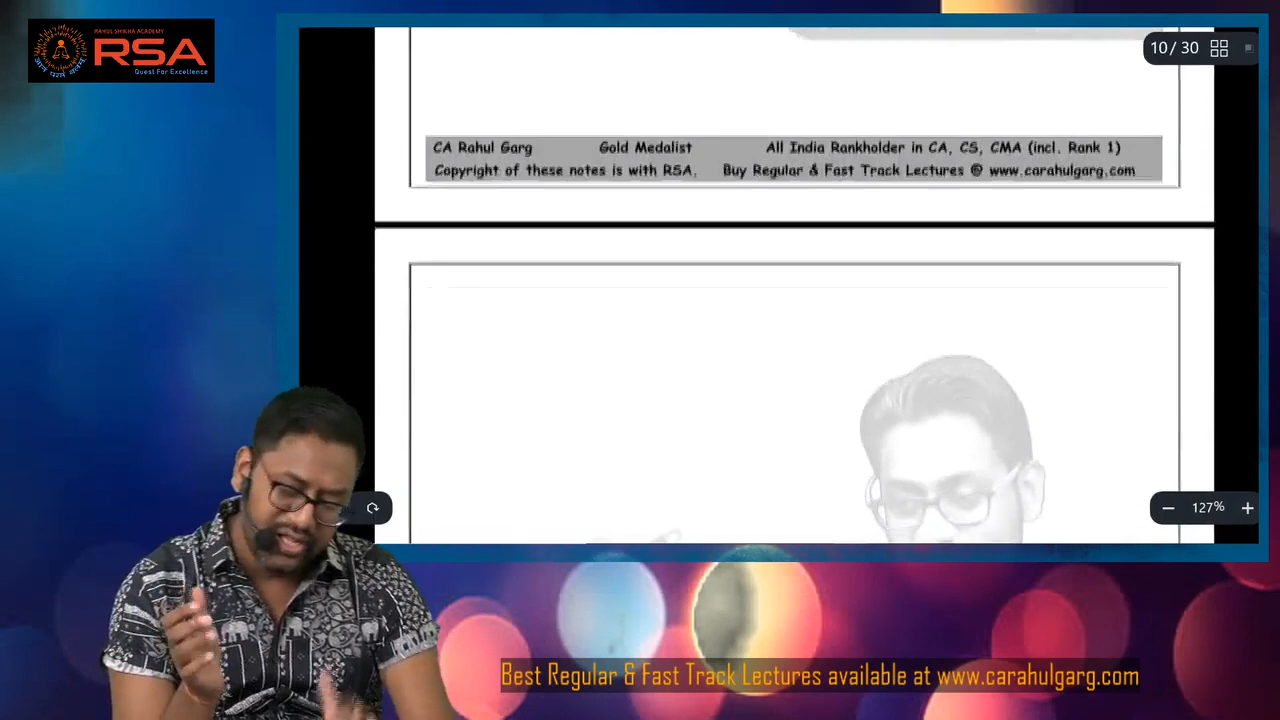 RAHUL SHIKHA ACADEMY
RSA
Quest For Excellence
10 / 30
CA Rahul Garg Gold Medalist All India Rankholder in CA, CS, CMA (incl. Rank 1)
Copyright of these notes is with RSA. Buy Regular & Fast Track Lectures @ www.carahulgarg.com
127%
Best Regular & Fast Track Lectures available at www.carahulgarg.com